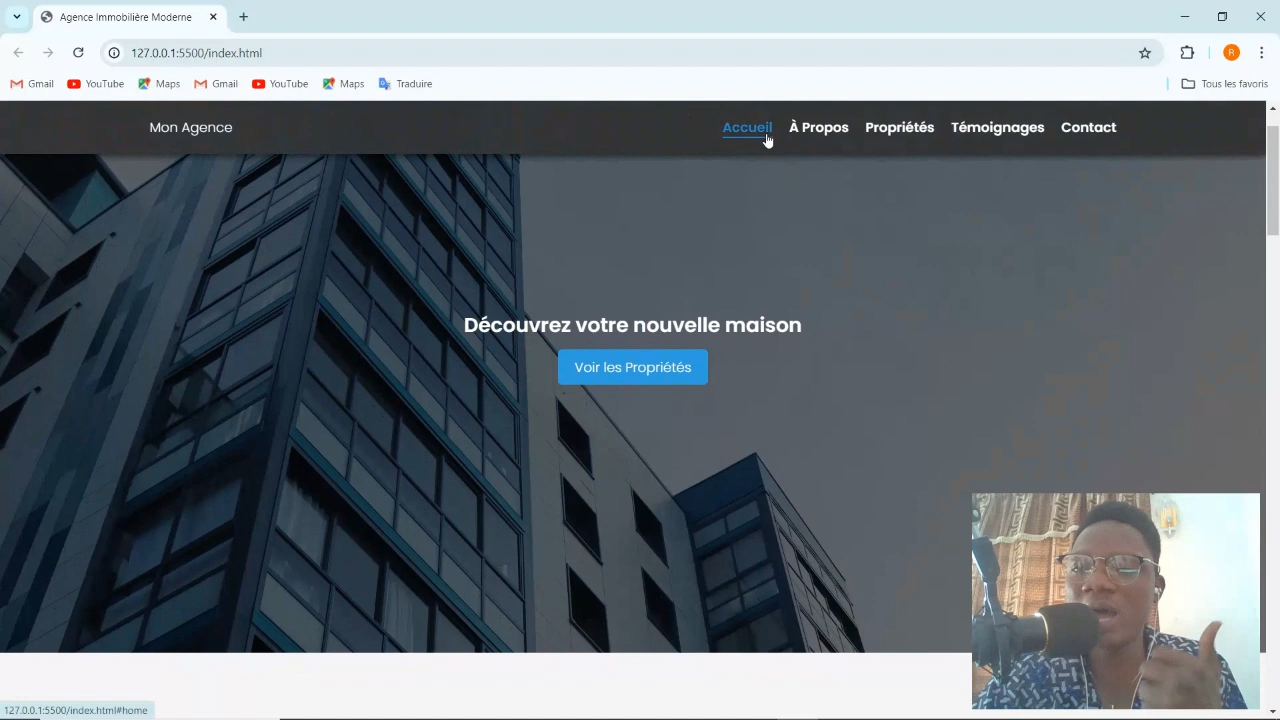 Agence Immobilière Moderne
127.0.0.1:5500/index.html
R
Gmail YouTube Maps Gmail YouTube Maps Traduire Tous les favoris
Mon Agence Accueil À Propos Propriétés Témoignages Contact
Découvrez votre nouvelle maison
Voir les Propriétés
127.0.0.1:5500/index.html#home